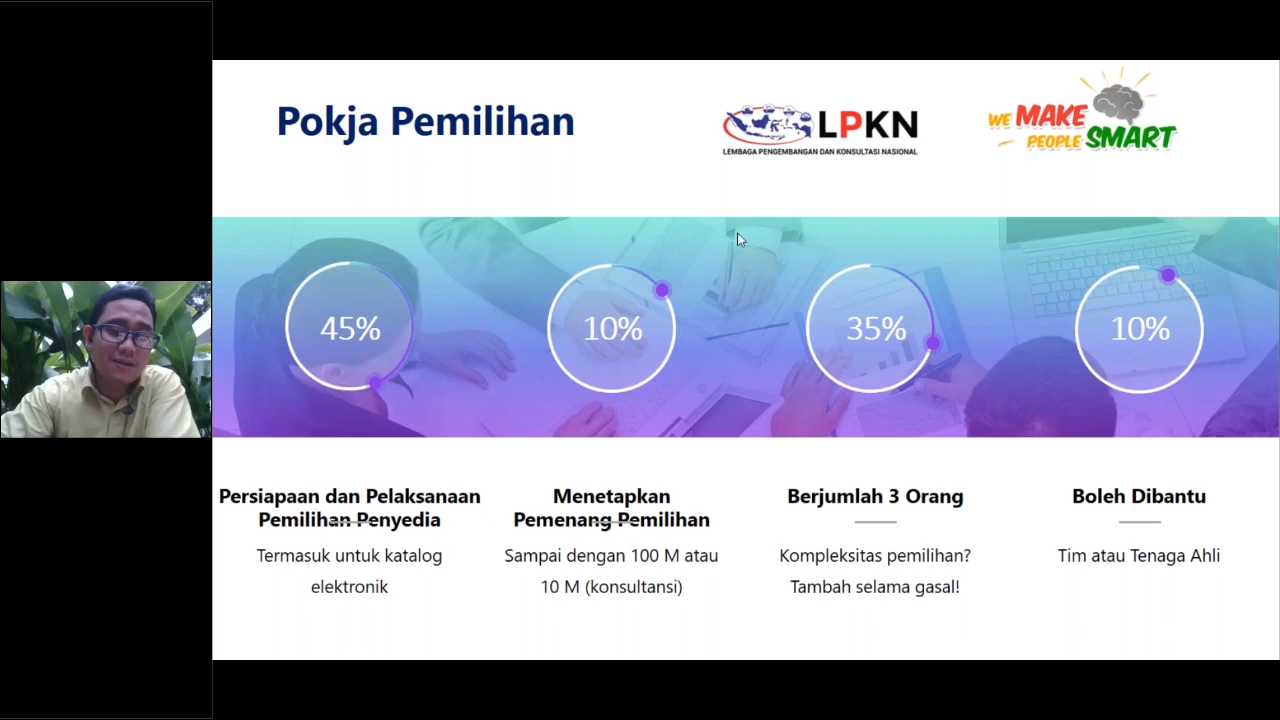 Pokja Pemilihan
LPKN
LEMBAGA PENGEMBANGAN DAN KONSULTASI NASIONAL
WE MAKE
PEOPLE SMART
45%
10%
35%
10%
Persiapaan dan Pelaksanaan
Pemilihan Penyedia
Termasuk untuk katalog
elektronik
Menetapkan
Pemenang Pemilihan
Sampai dengan 100 M atau
10 M (konsultansi)
Berjumlah 3 Orang
Kompleksitas pemilihan?
Tambah selama gasal!
Boleh Dibantu
Tim atau Tenaga Ahli